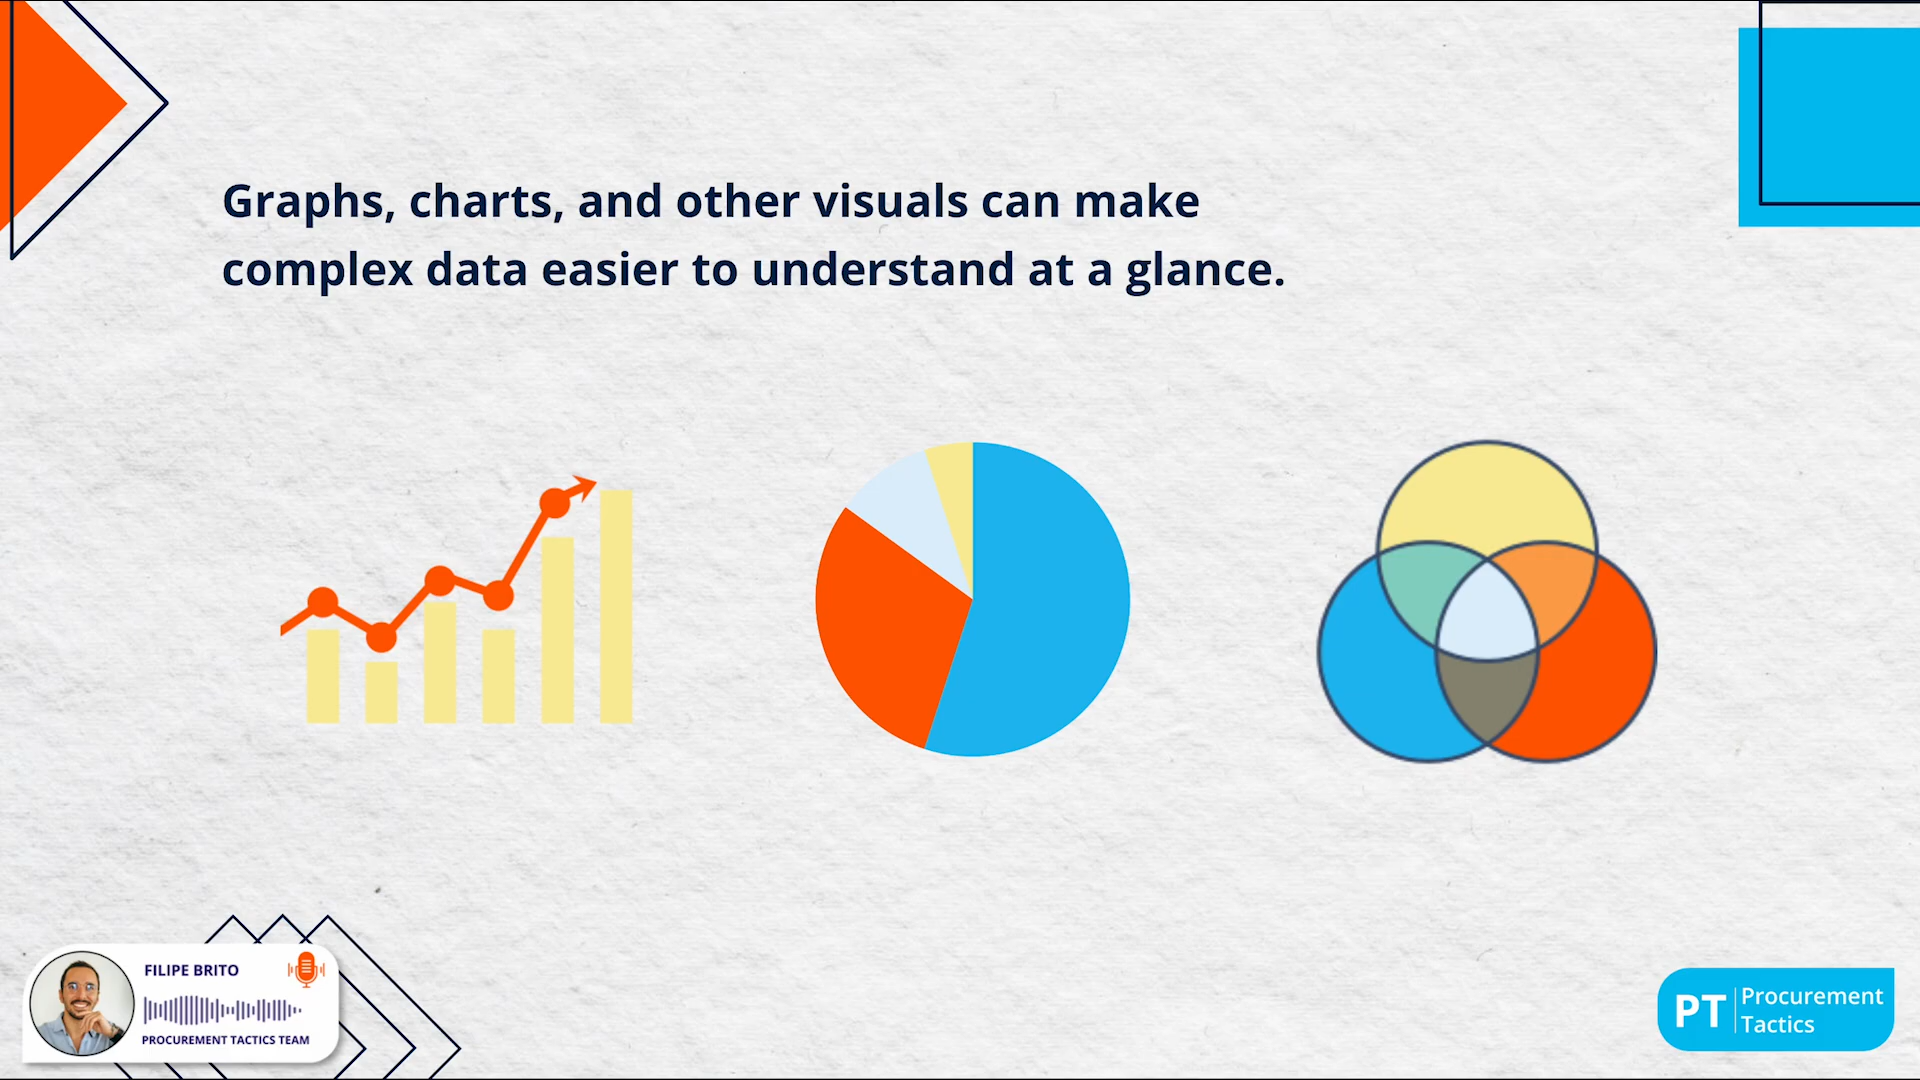 Graphs, charts, and other visuals can make
complex data easier to understand at a glance.
FILIPE BRITO
PROCUREMENT TACTICS TEAM
PT
Procurement
Tactics